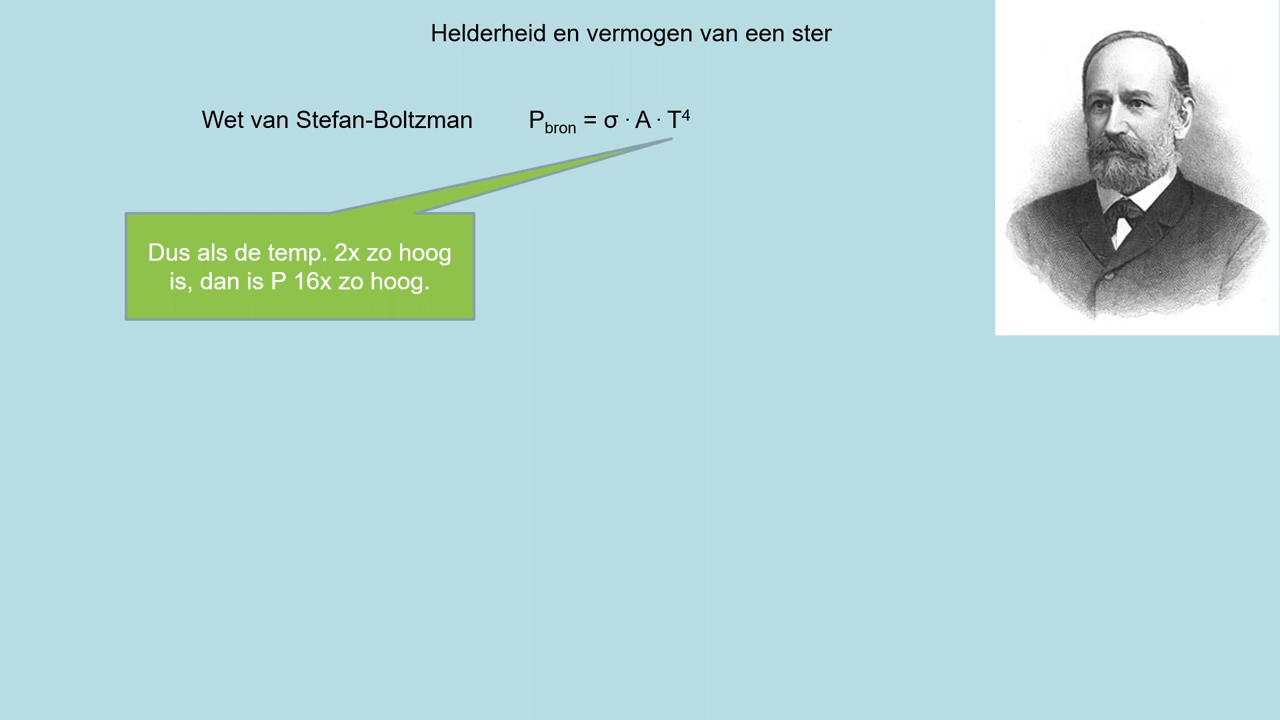 Helderheid en vermogen van een ster
Wet van Stefan-Boltzman P_bron = σ · A · T⁴
Dus als de temp. 2x zo hoog
is, dan is P 16x zo hoog.